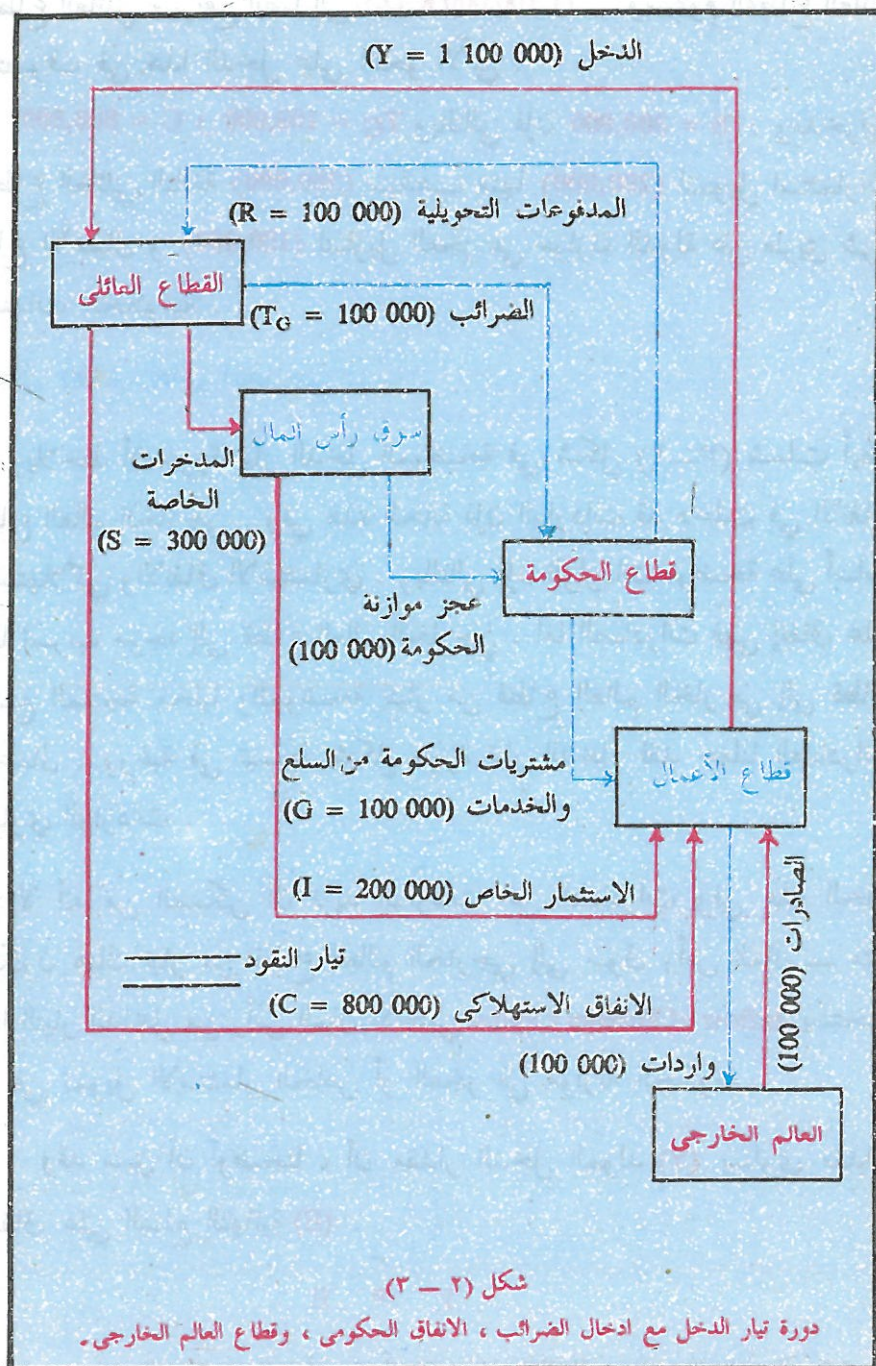 الدخل (Y = 1 100 000)
المدفوعات التحويلية (R = 100 000)
القطاع العائلى
الضرائب (T_G = 100 000)
سوق رأس المال
المدخرات
الخاصة
(S = 300 000)
قطاع الحكومة
عجز موازنة
الحكومة (100 000)
قطاع الأعمال
مشتريات الحكومة من السلع
والخدمات (G = 100 000)
الاستثمار الخاص (I = 200 000)
الصادرات (100 000)
تيار النقود
الانفاق الاستهلاكى (C = 800 000)
واردات (100 000)
العالم الخارجى
شكل (٢ — ٣)
دورة تيار الدخل مع ادخال الضرائب ، الانفاق الحكومى ، وقطاع العالم الخارجى .